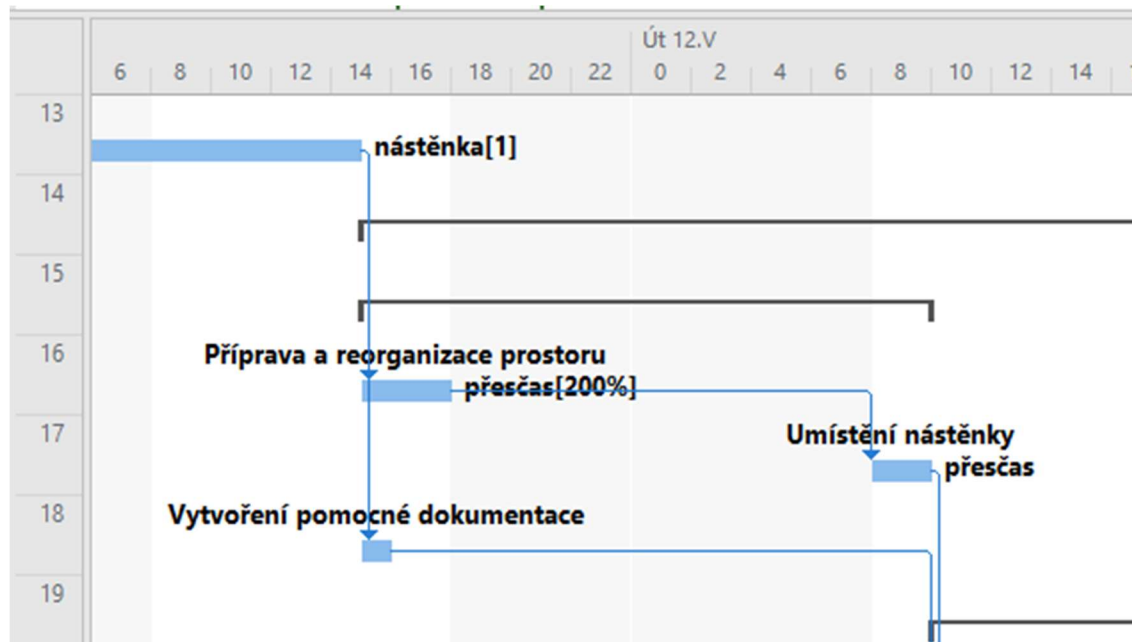 Út 12.V
6 8 10 12 14 16 18 20 22 0 2 4 6 8 10 12 14
13
nástěnka[1]
14
15
16
Příprava a reorganizace prostoru
přesčas[200%]
17
Umístění nástěnky
přesčas
18
Vytvoření pomocné dokumentace
19